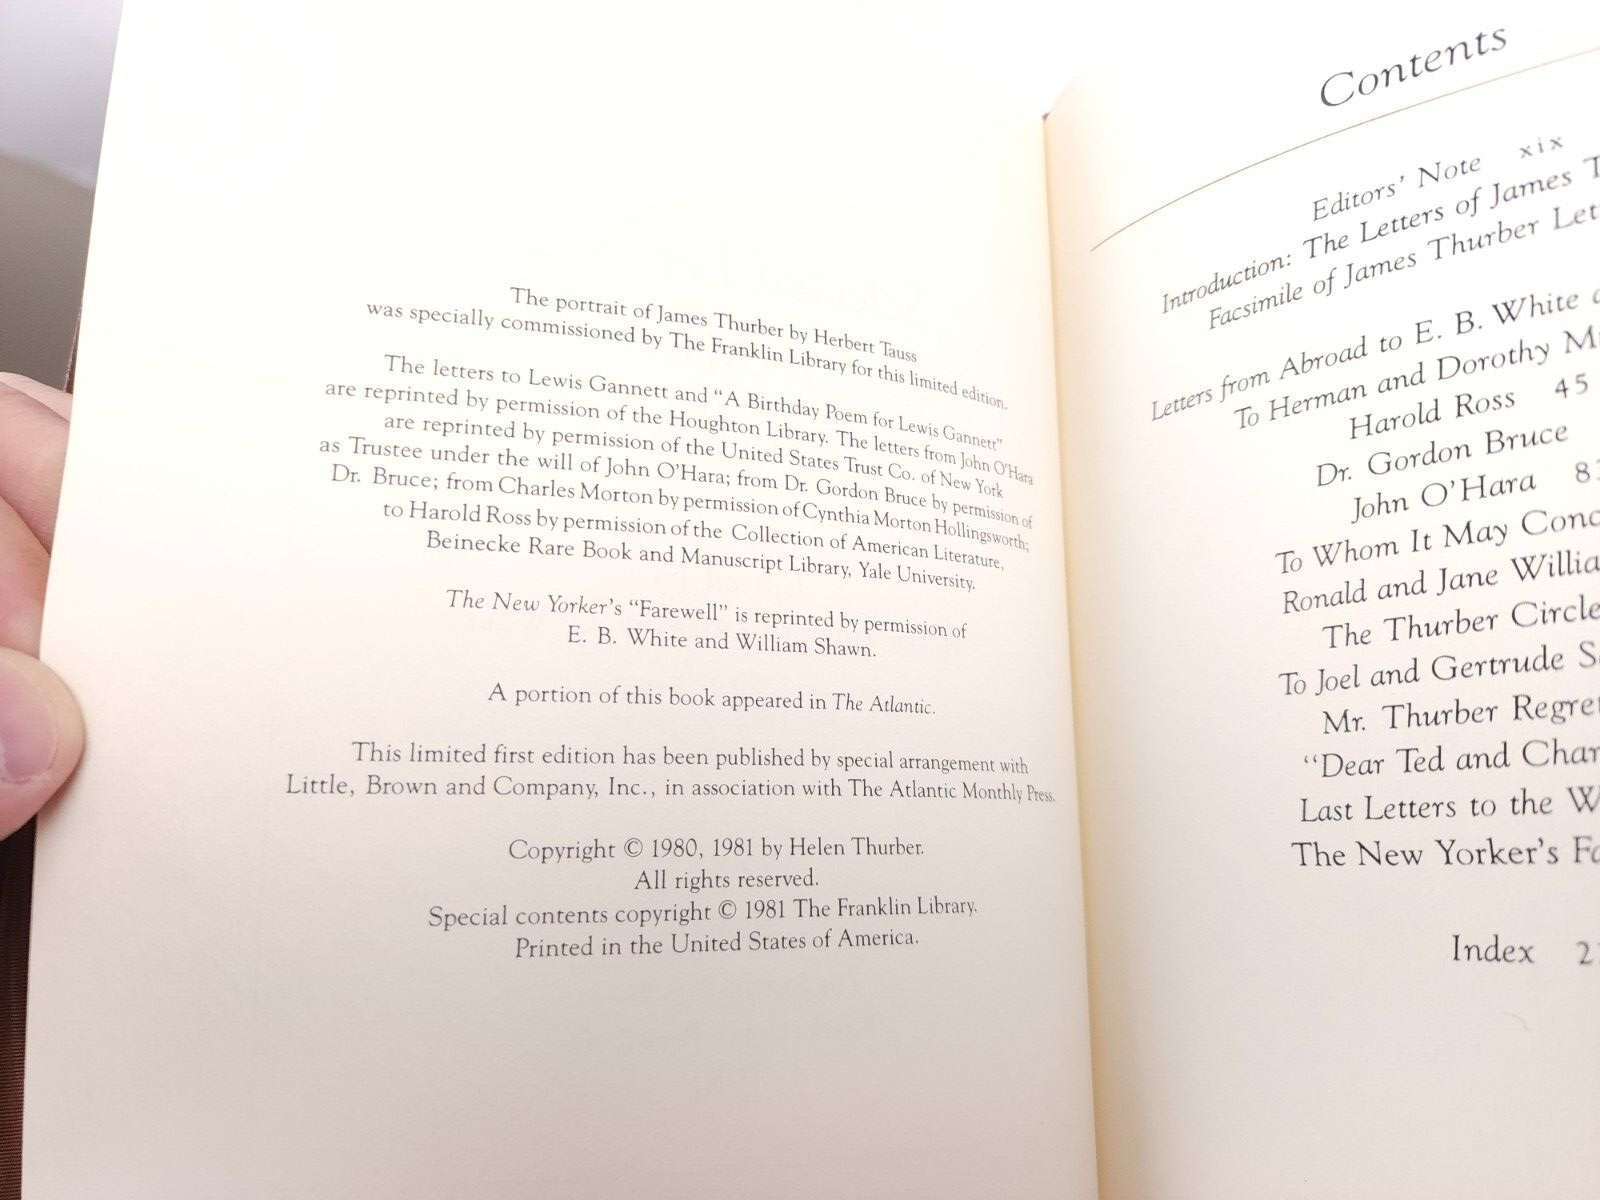 The portrait of James Thurber by Herbert Tauss
was specially commissioned by The Franklin Library for this limited edition.
The letters to Lewis Gannett and “A Birthday Poem for Lewis Gannett”
are reprinted by permission of the Houghton Library. The letters from John O’Hara
are reprinted by permission of the United States Trust Co. of New York
as Trustee under the will of John O’Hara; from Dr. Gordon Bruce by permission of
Dr. Bruce; from Charles Morton by permission of Cynthia Morton Hollingsworth;
to Harold Ross by permission of the Collection of American Literature,
Beinecke Rare Book and Manuscript Library, Yale University.
The New Yorker’s “Farewell” is reprinted by permission of
E. B. White and William Shawn.
A portion of this book appeared in The Atlantic.
This limited first edition has been published by special arrangement with
Little, Brown and Company, Inc., in association with The Atlantic Monthly Press.
Copyright © 1980, 1981 by Helen Thurber.
All rights reserved.
Special contents copyright © 1981 The Franklin Library.
Printed in the United States of America.
Contents
Editors’ Note xix
Introduction: The Letters of James
Facsimile of James Thurber
Letters from Abroad to E. B. White
To Herman and Dorothy
Harold Ross 45
Dr. Gordon Bruce
John O’Hara
To Whom It May
Ronald and Jane
The Thurber Circle
To Joel and Gertrude
Mr. Thurber
“Dear Ted and
Last Letters to the
The New Yorker’s
Index